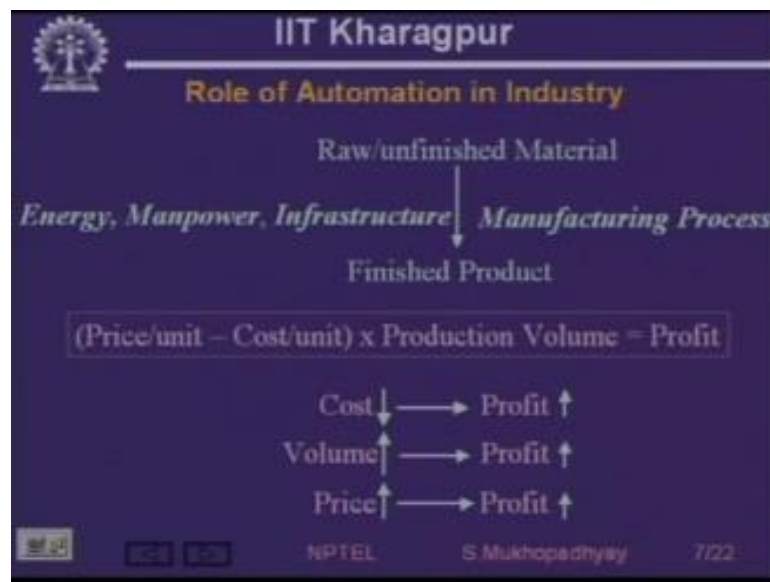 IIT Kharagpur
Role of Automation in Industry
Raw/unfinished Material
Energy, Manpower, Infrastructure Manufacturing Process
Finished Product
(Price/unit – Cost/unit) x Production Volume = Profit
Cost↓ → Profit ↑
Volume↑ → Profit ↑
Price↑ → Profit ↑
NPTEL S.Mukhopadhyay 7/22